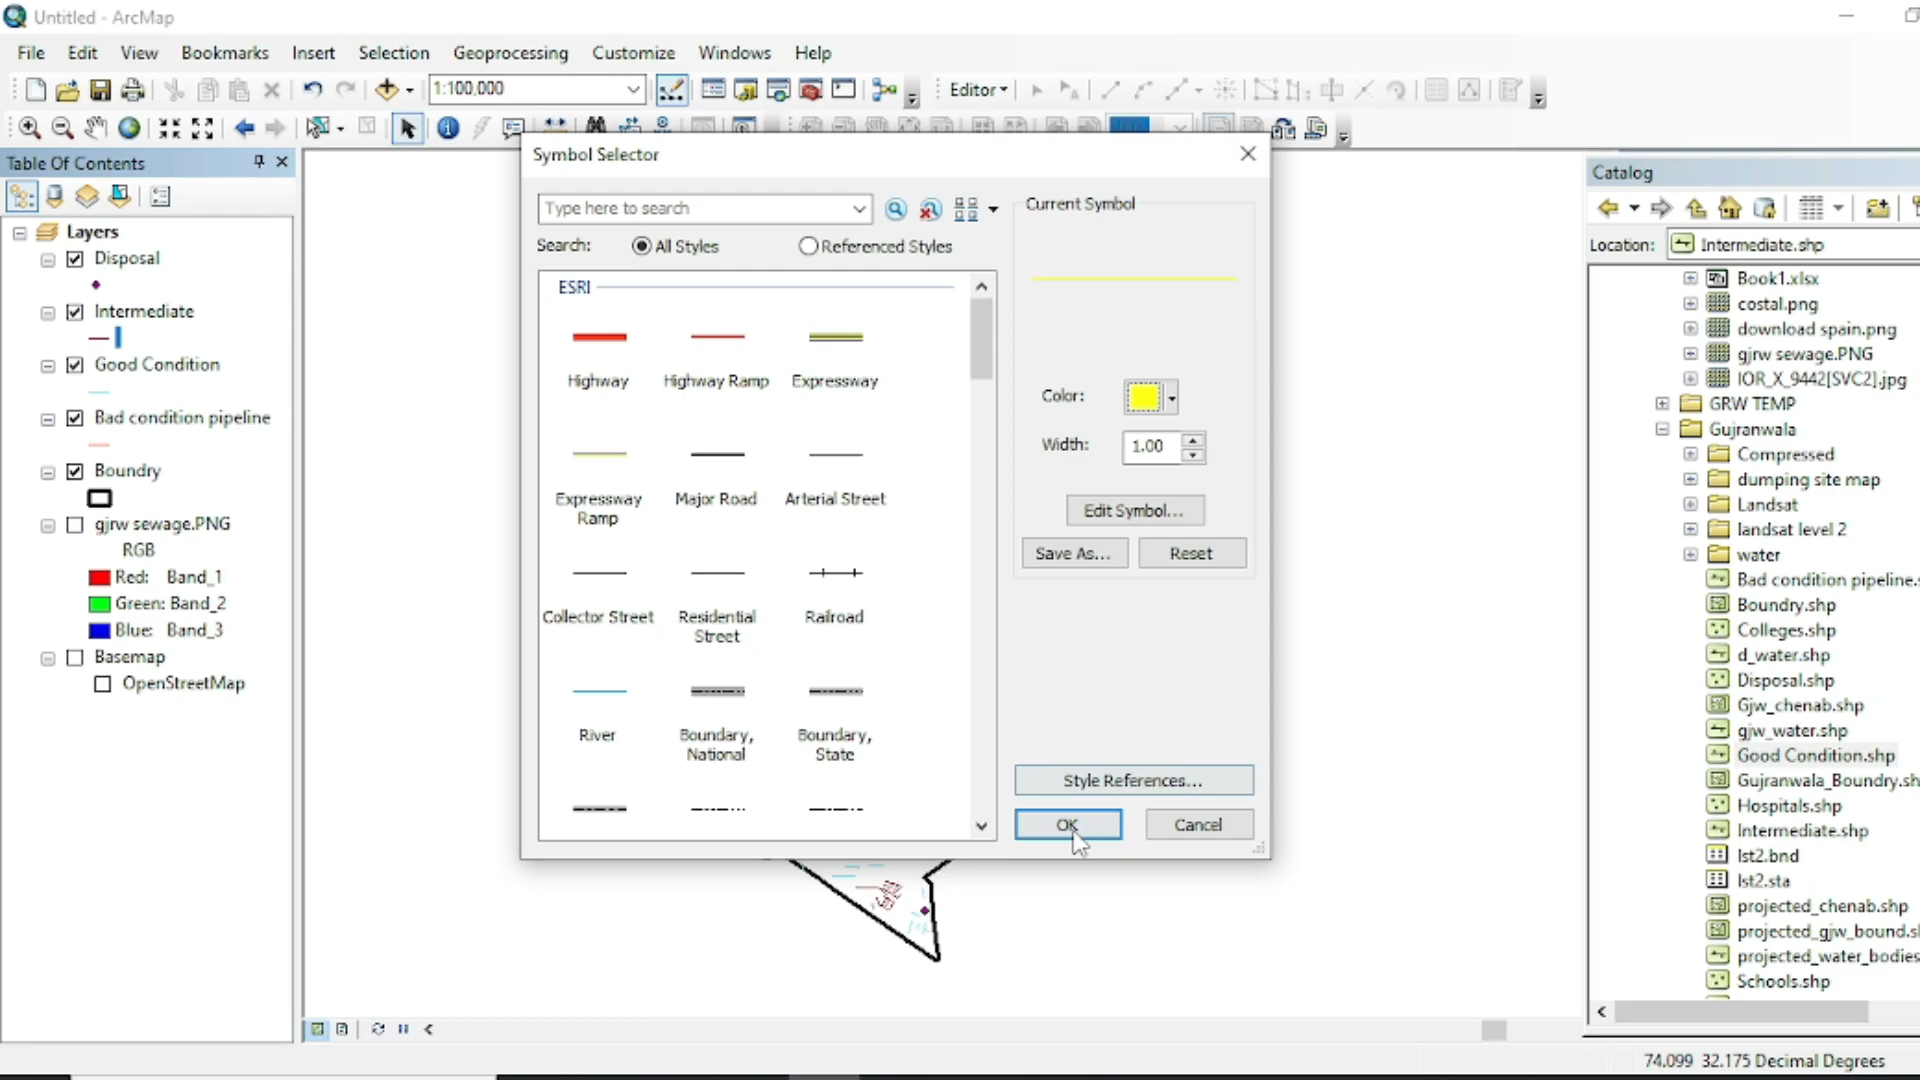 Untitled - ArcMap
File Edit View Bookmarks Insert Selection Geoprocessing Customize Windows Help
1:100,000 Editor
Table Of Contents
Layers
Disposal
Intermediate
Good Condition
Bad condition pipeline
Boundry
gjrw sewage.PNG
RGB
Red: Band_1
Green: Band_2
Blue: Band_3
Basemap
OpenStreetMap
Symbol Selector
Type here to search
Search: All Styles Referenced Styles
ESRI
Highway Highway Ramp Expressway
Expressway Ramp Major Road Arterial Street
Collector Street Residential Street Railroad
River Boundary, National Boundary, State
Current Symbol
Color:
Width: 1.00
Edit Symbol...
Save As... Reset
Style References...
OK Cancel
Catalog
Location: Intermediate.shp
Book1.xlsx
costal.png
download spain.png
gjrw sewage.PNG
IOR_X_9442[SVC2].jpg
GRW TEMP
Gujranwala
Compressed
dumping site map
Landsat
landsat level 2
water
Bad condition pipeline.s
Boundry.shp
Colleges.shp
d_water.shp
Disposal.shp
Gjw_chenab.shp
gjw_water.shp
Good Condition.shp
Gujranwala_Boundry.sh
Hospitals.shp
Intermediate.shp
lst2.bnd
lst2.sta
projected_chenab.shp
projected_gjw_bound.sl
projected_water_bodies
Schools.shp
74.099 32.175 Decimal Degrees